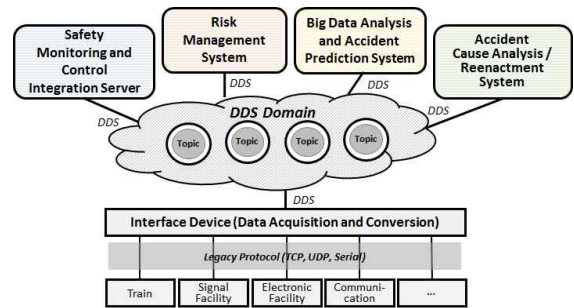 Safety
Monitoring and
Control
Integration Server
Risk
Management
System
Big Data Analysis
and Accident
Prediction System
Accident
Cause Analysis /
Reenactment
System
DDS
DDS
DDS
DDS
DDS Domain
Topic
Topic
Topic
Topic
DDS
Interface Device (Data Acquisition and Conversion)
Legacy Protocol (TCP, UDP, Serial)
Train
Signal
Facility
Electronic
Facility
Communi-
cation
...